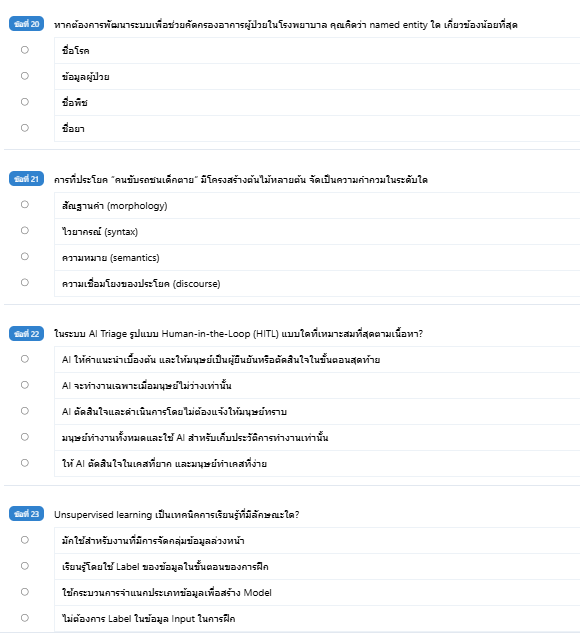 ข้อที่ 20 หากต้องการพัฒนาระบบเพื่อช่วยคัดกรองอาการผู้ป่วยในโรงพยาบาล คุณคิดว่า named entity ใด เกี่ยวข้องน้อยที่สุด
ชื่อโรค
ข้อมูลผู้ป่วย
ชื่อพืช
ชื่อยา
ข้อที่ 21 การที่ประโยค "คนขับรถชนเด็กตาย" มีโครงสร้างต้นไม้หลายต้น จัดเป็นความกำกวมในระดับใด
สัณฐานคำ (morphology)
ไวยากรณ์ (syntax)
ความหมาย (semantics)
ความเชื่อมโยงของประโยค (discourse)
ข้อที่ 22 ในระบบ AI Triage รูปแบบ Human-in-the-Loop (HITL) แบบใดที่เหมาะสมที่สุดตามเนื้อหา?
AI ให้คำแนะนำเบื้องต้น และให้มนุษย์เป็นผู้ยืนยันหรือตัดสินใจในขั้นตอนสุดท้าย
AI จะทำงานเฉพาะเมื่อมนุษย์ไม่ว่างเท่านั้น
AI ตัดสินใจและดำเนินการโดยไม่ต้องแจ้งให้มนุษย์ทราบ
มนุษย์ทำงานทั้งหมดและใช้ AI สำหรับเก็บประวัติการทำงานเท่านั้น
ให้ AI ตัดสินใจในเคสที่ยาก และมนุษย์ทำเคสที่ง่าย
ข้อที่ 23 Unsupervised learning เป็นเทคนิคการเรียนรู้ที่มีลักษณะใด?
มักใช้สำหรับงานที่มีการจัดกลุ่มข้อมูลล่วงหน้า
เรียนรู้โดยใช้ Label ของข้อมูลในขั้นตอนของการฝึก
ใช้กระบวนการจำแนกประเภทข้อมูลเพื่อสร้าง Model
ไม่ต้องการ Label ในข้อมูล Input ในการฝึก